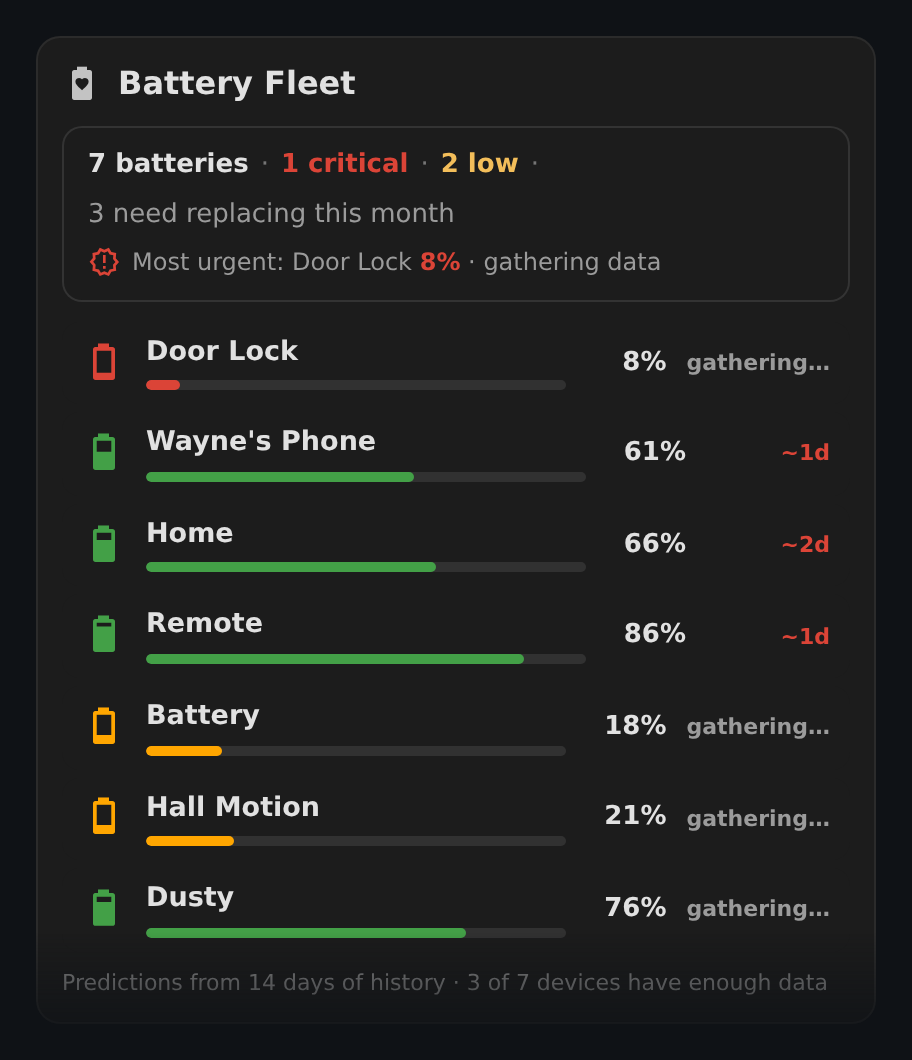 Battery Fleet
7 batteries · 1 critical · 2 low ·
3 need replacing this month
Most urgent: Door Lock 8% · gathering data
Door Lock 8% gathering…
Wayne's Phone 61% ~1d
Home 66% ~2d
Remote 86% ~1d
Battery 18% gathering…
Hall Motion 21% gathering…
Dusty 76% gathering…
Predictions from 14 days of history · 3 of 7 devices have enough data